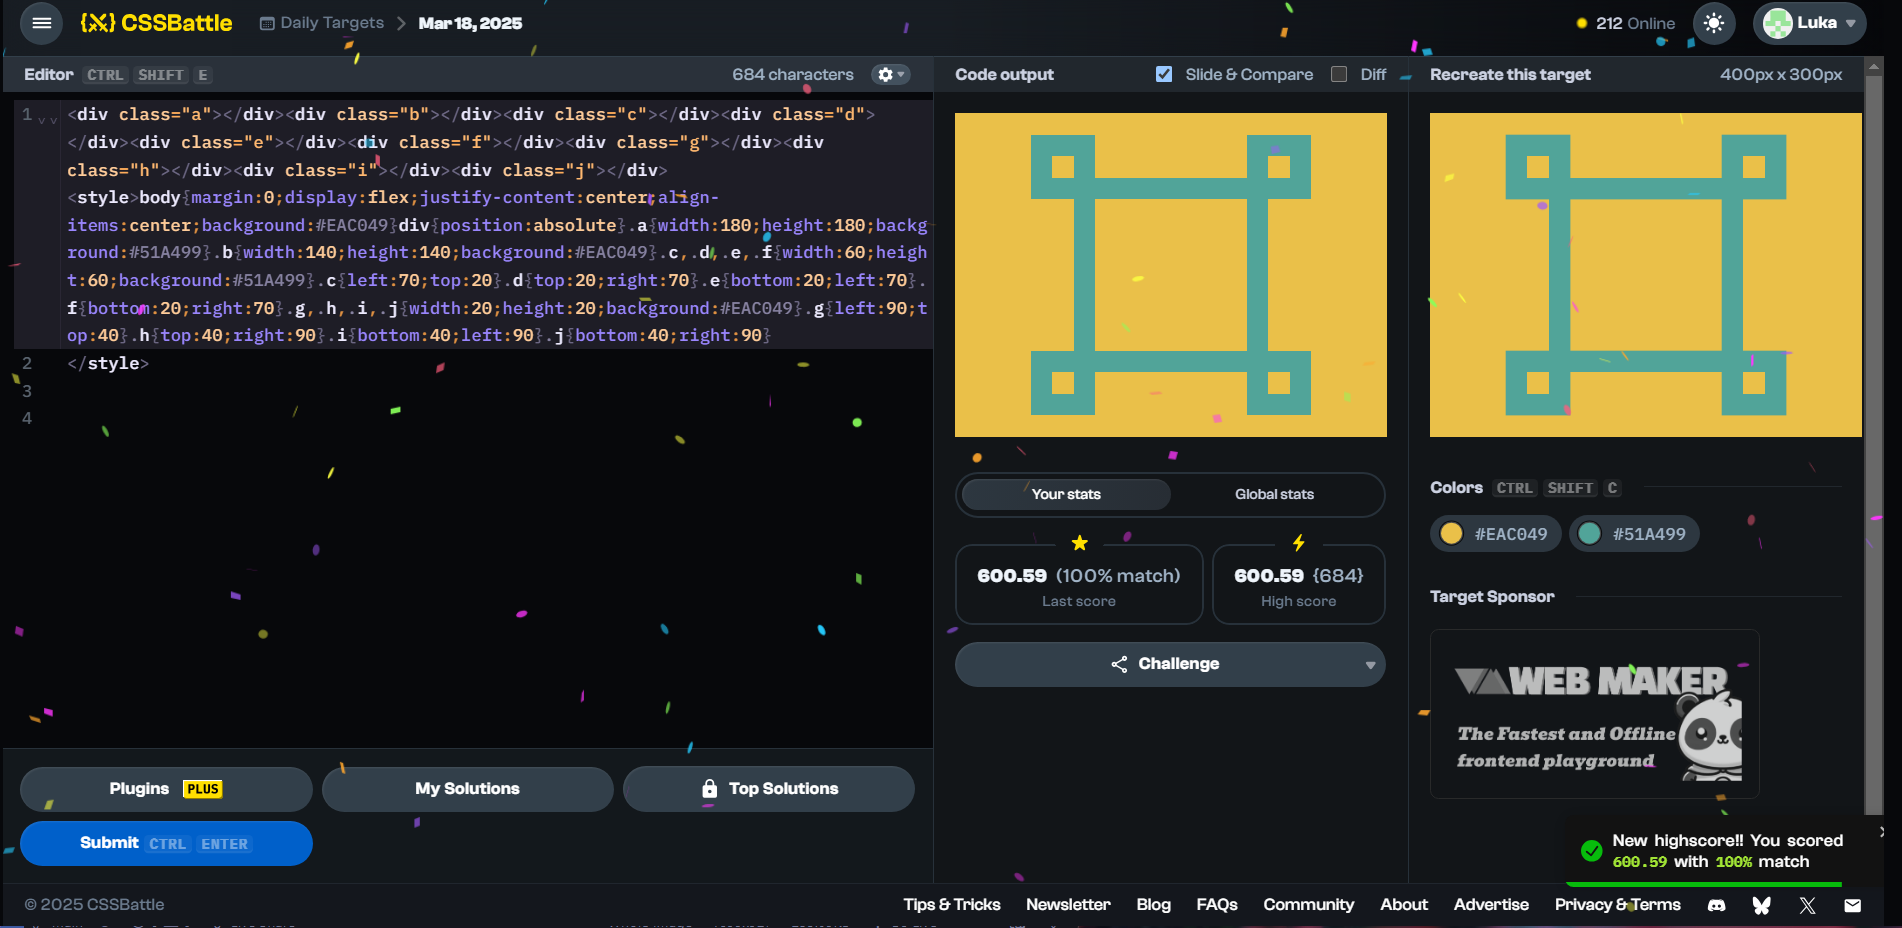 CSSBattle
Daily Targets
Mar 18, 2025
212 Online
Luka
Editor CTRL SHIFT E
684 characters
1
<div class="a"></div><div class="b"></div><div class="c"></div><div class="d">
</div><div class="e"></div><div class="f"></div><div class="g"></div><div
class="h"></div><div class="i"></div><div class="j"></div>
<style>body{margin:0;display:flex;justify-content:center;align-
items:center;background:#EAC049}div{position:absolute}.a{width:180;height:180;backg
round:#51A499}.b{width:140;height:140;background:#EAC049}.c,.d,.e,.f{width:60;heigh
t:60;background:#51A499}.c{left:70;top:20}.d{top:20;right:70}.e{bottom:20;left:70}.
f{bottom:20;right:70}.g,.h,.i,.j{width:20;height:20;background:#EAC049}.g{left:90;t
op:40}.h{top:40;right:90}.i{bottom:40;left:90}.j{bottom:40;right:90}
2 </style>
3
4
Plugins PLUS
My Solutions
Top Solutions
Submit CTRL ENTER
Code output
Slide & Compare
Diff
Your stats
Global stats
600.59 (100% match)
Last score
600.59 {684}
High score
Challenge
Recreate this target
400px x 300px
Colors CTRL SHIFT C
#EAC049
#51A499
Target Sponsor
WEB MAKER
The Fastest and Offline
frontend playground
New highscore!! You scored
600.59 with 100% match
© 2025 CSSBattle
Tips & Tricks
Newsletter
Blog
FAQs
Community
About
Advertise
Privacy & Terms